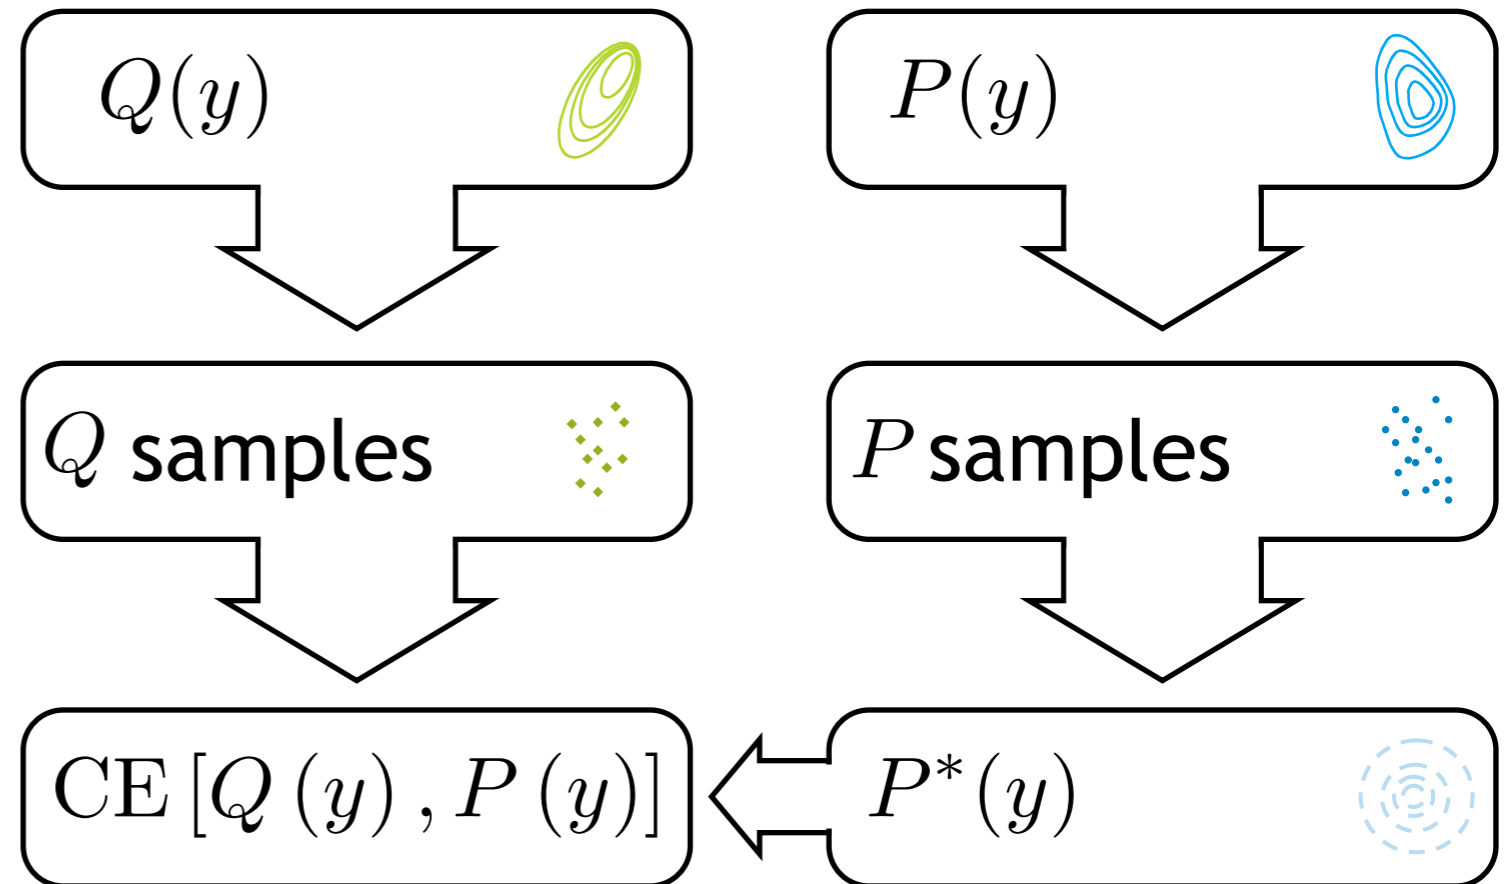 Q(y)
P(y)
Q samples
P samples
CE [Q (y) , P (y)]
P*(y)